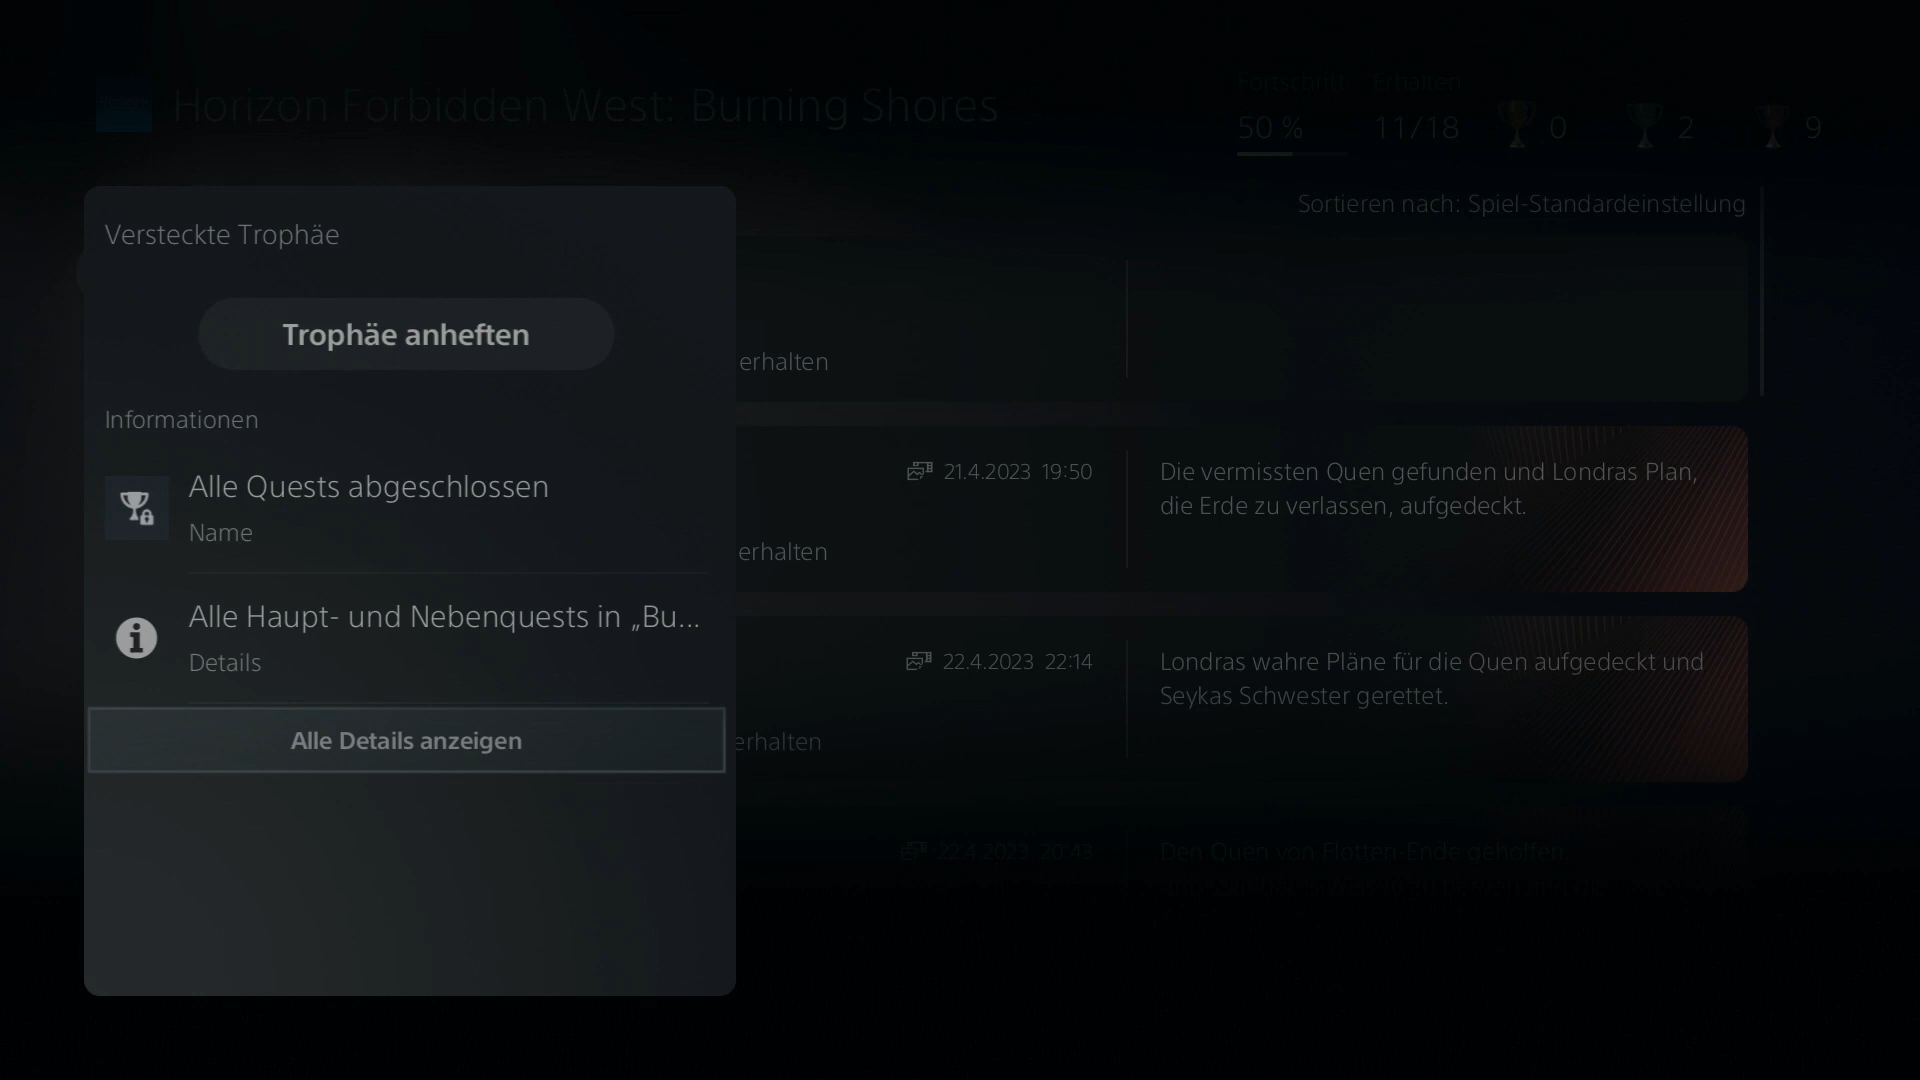 Horizon Forbidden West: Burning Shores
Fortschritt Erhalten
50 % 11/18 0 2 9
Sortieren nach: Spiel-Standardeinstellung
Versteckte Trophäe
Trophäe anheften
Informationen
Alle Quests abgeschlossen
Name
Alle Haupt- und Nebenquests in „Bu...
Details
Alle Details anzeigen
erhalten
21.4.2023 19:50
Die vermissten Quen gefunden und Londras Plan,
die Erde zu verlassen, aufgedeckt.
erhalten
22.4.2023 22:14
Londras wahre Pläne für die Quen aufgedeckt und
Seykas Schwester gerettet.
erhalten
22.4.2023 20:43
Den Quen von Flotten-Ende geholfen,